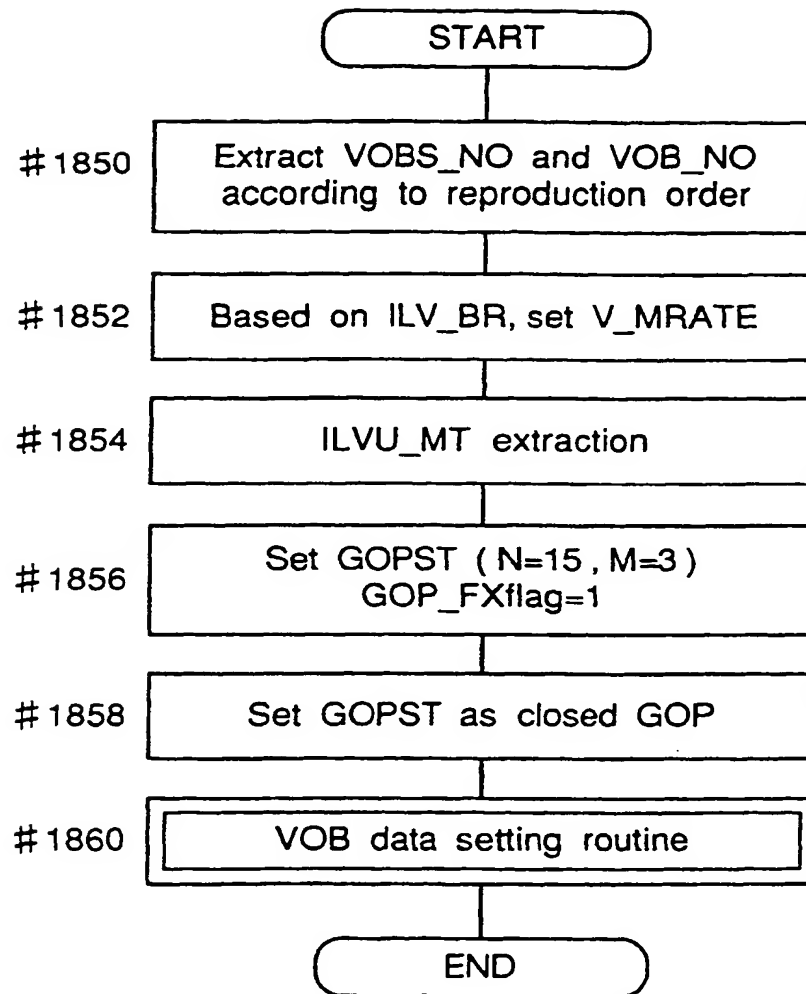 START
#1850
Extract VOBS_NO and VOB_NO
according to reproduction order
#1852
Based on ILV_BR, set V_MRATE
#1854
ILVU_MT extraction
#1856
Set GOPST (N=15, M=3)
GOP_FXflag=1
#1858
Set GOPST as closed GOP
#1860
VOB data setting routine
END